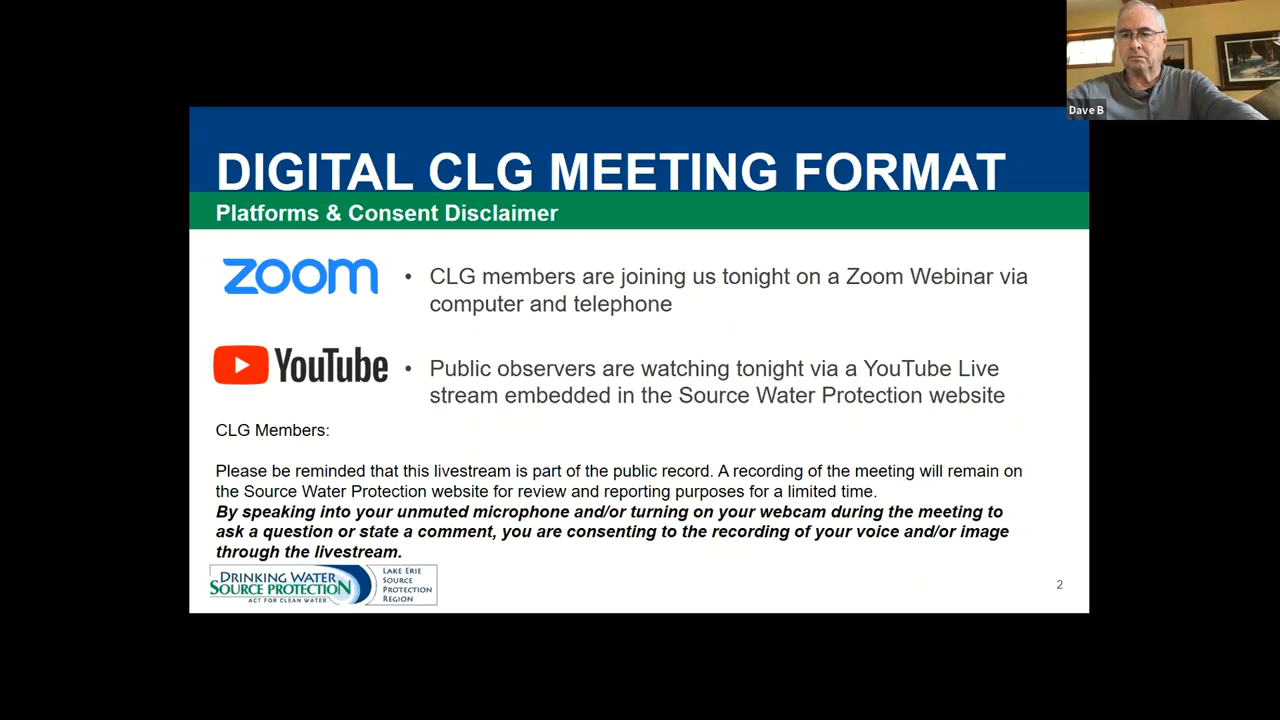 Dave B
DIGITAL CLG MEETING FORMAT
Platforms & Consent Disclaimer
zoom
• CLG members are joining us tonight on a Zoom Webinar via
computer and telephone
YouTube
• Public observers are watching tonight via a YouTube Live
stream embedded in the Source Water Protection website
CLG Members:
Please be reminded that this livestream is part of the public record. A recording of the meeting will remain on
the Source Water Protection website for review and reporting purposes for a limited time.
By speaking into your unmuted microphone and/or turning on your webcam during the meeting to
ask a question or state a comment, you are consenting to the recording of your voice and/or image
through the livestream.
DRINKING WATER
SOURCE PROTECTION
ACT FOR CLEAN WATER
LAKE ERIE
SOURCE
PROTECTION
REGION
2